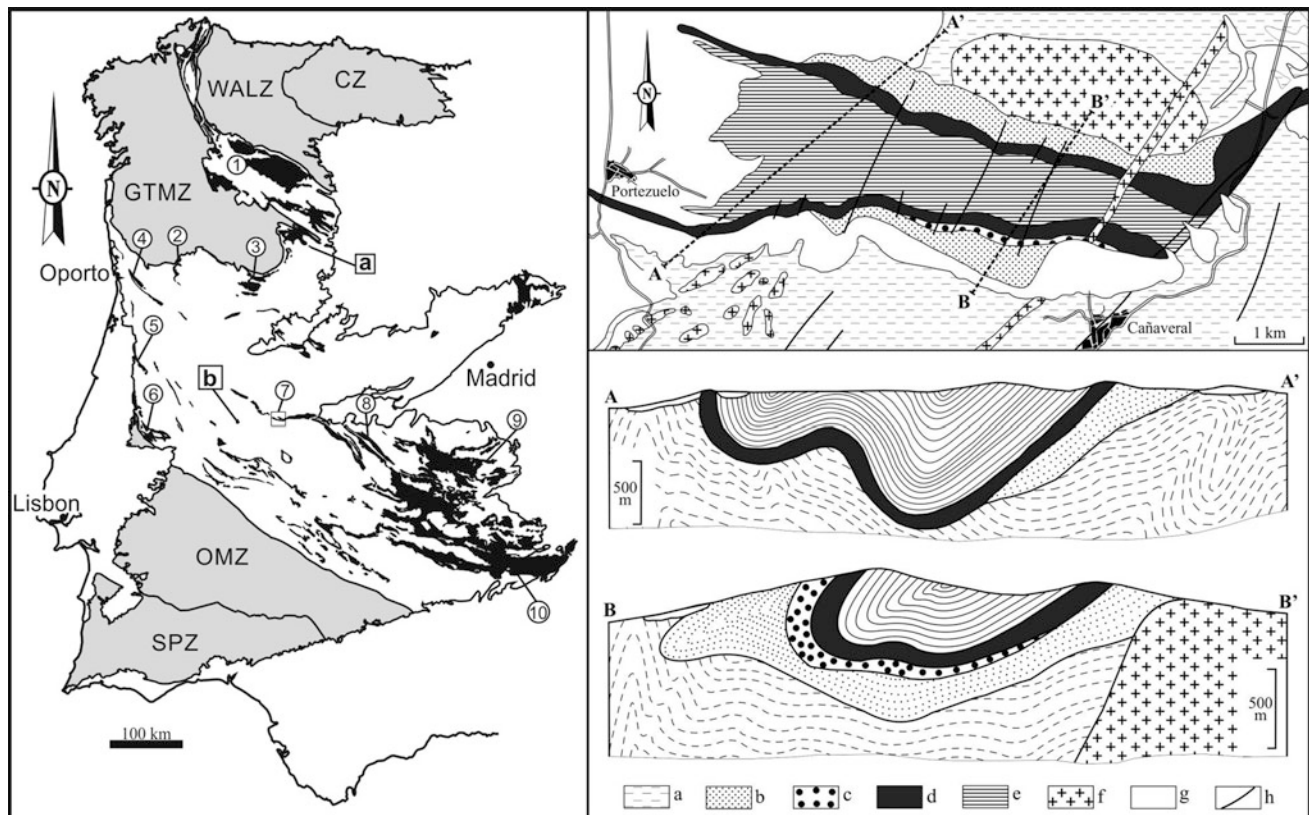 WALZ
CZ
1
N
GTMZ
4
2
3
a
Oporto
5
b
7
Madrid
6
8
9
Lisbon
OMZ
10
SPZ
100 km
A'
N
B'
Portezuelo
A
B
Cañaveral
1 km
A
A'
500
m
B
B'
500
m
a
b
c
d
e
f
g
h